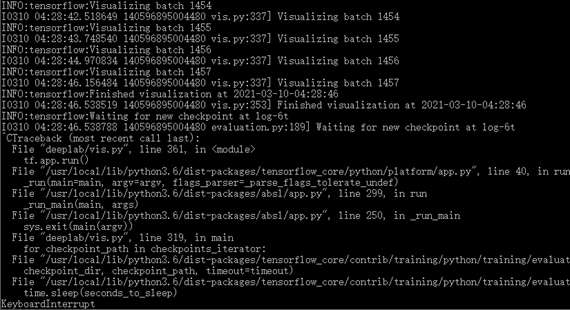 INFO:tensorflow:Visualizing batch 1454
I0310 04:28:42.518649 140596895004480 vis.py:337] Visualizing batch 1454
INFO:tensorflow:Visualizing batch 1455
I0310 04:28:43.748540 140596895004480 vis.py:337] Visualizing batch 1455
INFO:tensorflow:Visualizing batch 1456
I0310 04:28:44.970834 140596895004480 vis.py:337] Visualizing batch 1456
INFO:tensorflow:Visualizing batch 1457
I0310 04:28:46.156484 140596895004480 vis.py:337] Visualizing batch 1457
INFO:tensorflow:Finished visualization at 2021-03-10-04:28:46
I0310 04:28:46.538519 140596895004480 vis.py:353] Finished visualization at 2021-03-10-04:28:46
INFO:tensorflow:Waiting for new checkpoint at log-6t
I0310 04:28:46.538788 140596895004480 evaluation.py:189] Waiting for new checkpoint at log-6t
^CTraceback (most recent call last):
File "deeplab/vis.py", line 361, in <module>
tf.app.run()
File "/usr/local/lib/python3.6/dist-packages/tensorflow_core/python/platform/app.py", line 40, in run
_run(main=main, argv=argv, flags_parser=_parse_flags_tolerate_undef)
File "/usr/local/lib/python3.6/dist-packages/absl/app.py", line 299, in run
_run_main(main, args)
File "/usr/local/lib/python3.6/dist-packages/absl/app.py", line 250, in _run_main
sys.exit(main(argv))
File "deeplab/vis.py", line 319, in main
for checkpoint_path in checkpoints_iterator:
File "/usr/local/lib/python3.6/dist-packages/tensorflow_core/contrib/training/python/training/evaluat
checkpoint_dir, checkpoint_path, timeout=timeout)
File "/usr/local/lib/python3.6/dist-packages/tensorflow_core/contrib/training/python/training/evaluat
time.sleep(seconds_to_sleep)
KeyboardInterrupt